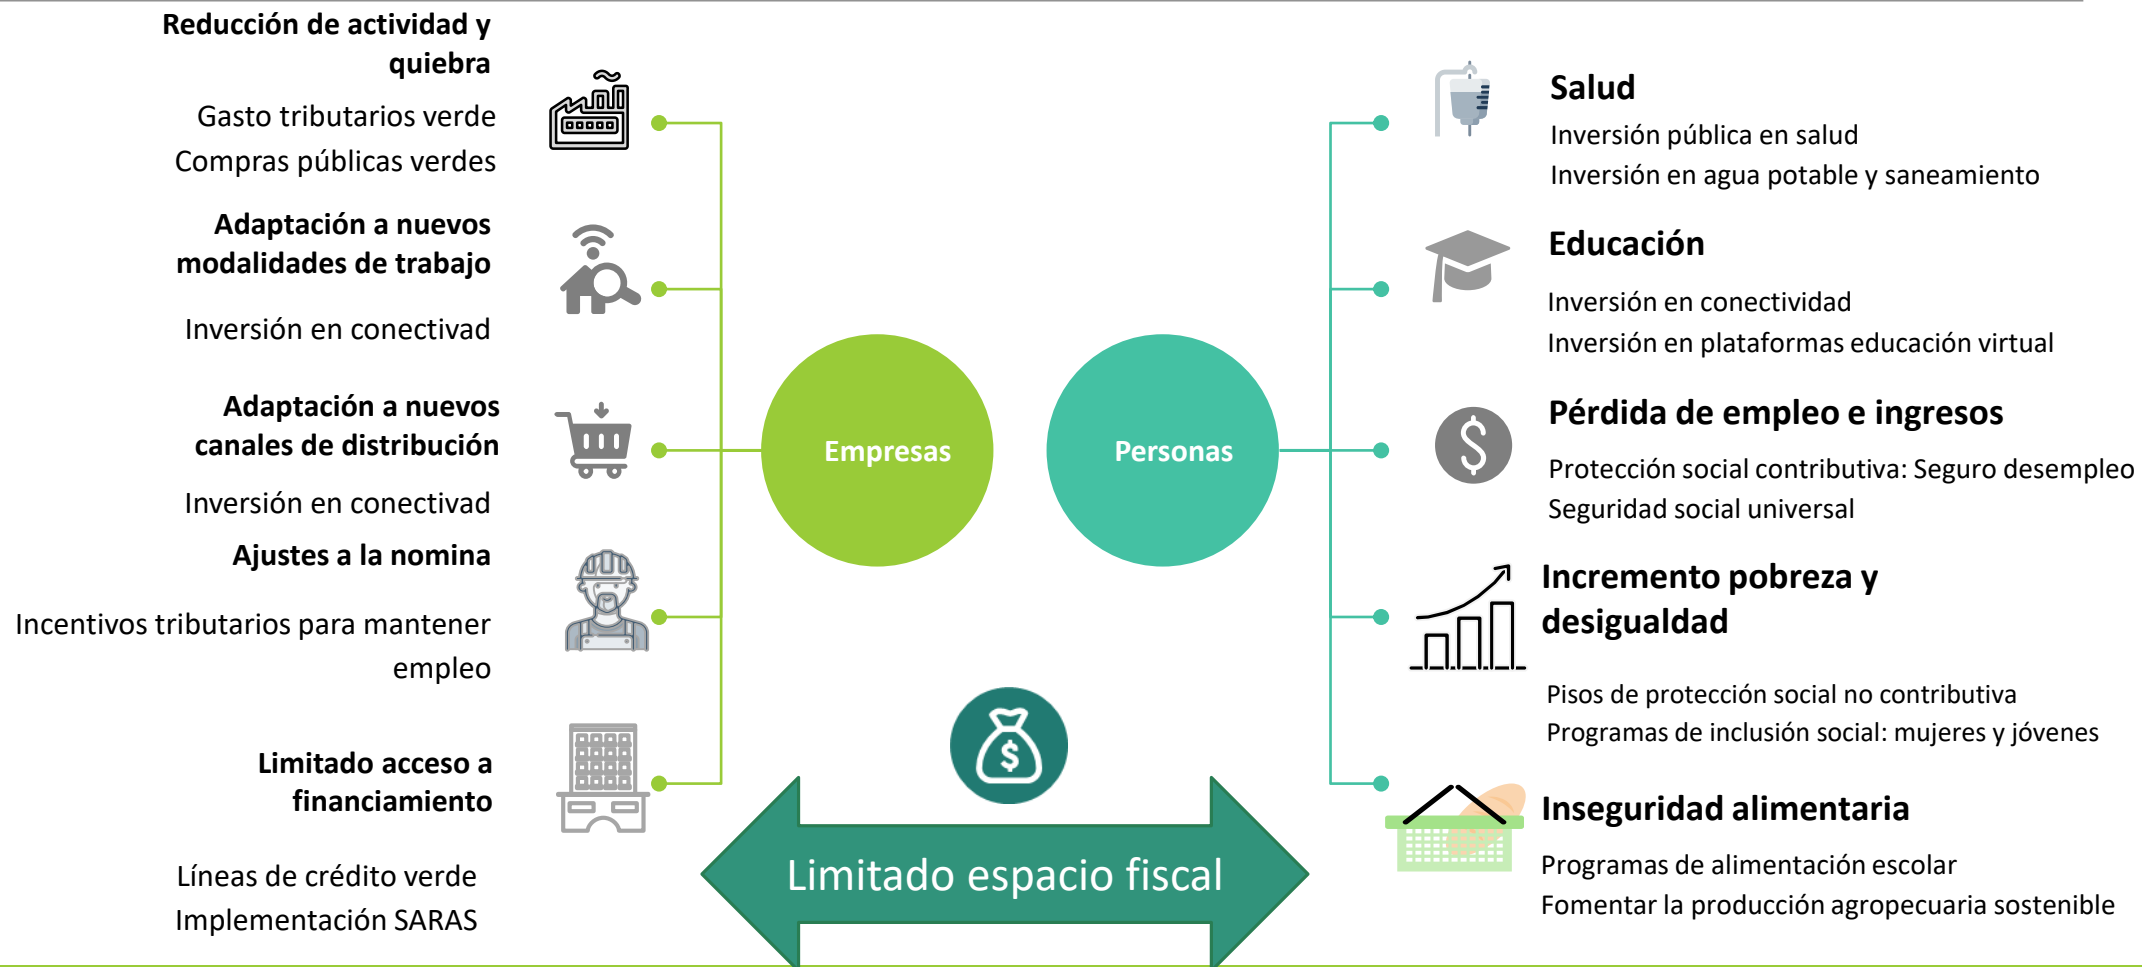 Reducción de actividad y
quiebra
Gasto tributarios verde
Compras públicas verdes
Adaptación a nuevos
modalidades de trabajo
Inversión en conectivad
Adaptación a nuevos
canales de distribución
Inversión en conectivad
Ajustes a la nomina
Incentivos tributarios para mantener
empleo
Limitado acceso a
financiamiento
Líneas de crédito verde
Implementación SARAS
Empresas
Personas
$
Limitado espacio fiscal
Salud
Inversión pública en salud
Inversión en agua potable y saneamiento
Educación
Inversión en conectividad
Inversión en plataformas educación virtual
$
Pérdida de empleo e ingresos
Protección social contributiva: Seguro desempleo
Seguridad social universal
Incremento pobreza y
desigualdad
Pisos de protección social no contributiva
Programas de inclusión social: mujeres y jóvenes
Inseguridad alimentaria
Programas de alimentación escolar
Fomentar la producción agropecuaria sostenible